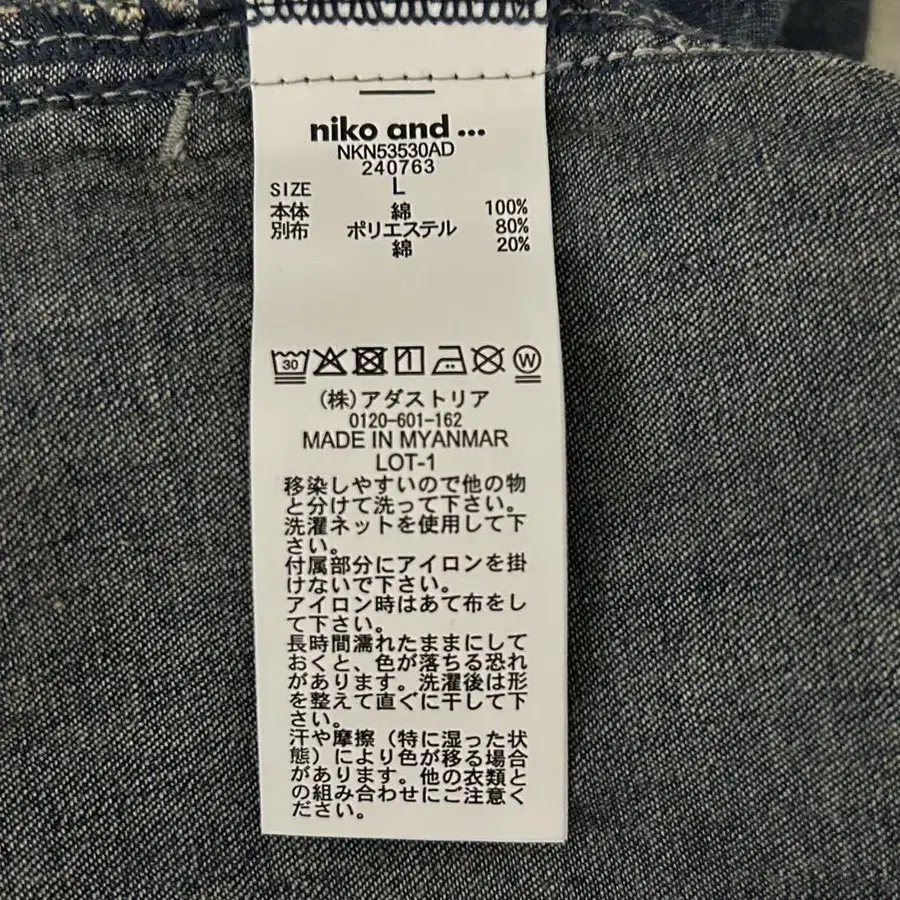 niko and ...
NKN53530AD
240763
SIZE L
本体 綿 100%
別布 ポリエステル 80%
綿 20%
30 W
(株)アダストリア
0120-601-162
MADE IN MYANMAR
LOT-1
移染しやすいので他の物
と分けて洗って下さい。
洗濯ネットを使用して下
さい。
付属部分にアイロンを掛
けないで下さい。
アイロン時はあて布をし
て下さい。
長時間濡れたままにして
おくと、色が落ちる恐れ
があります。洗濯後は形
を整えて直ぐに干して下
さい。
汗や摩擦(特に湿った状
態)により色が移る場合
があります。他の衣類と
の組み合わせにご注意く
ださい。